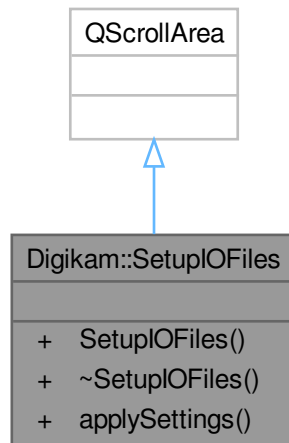 QScrollArea
Digikam::SetupIOFiles
+ SetupIOFiles()
+ ~SetupIOFiles()
+ applySettings()